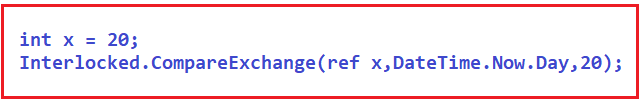 int x = 20;
Interlocked.CompareExchange(ref x,DateTime.Now.Day,20);